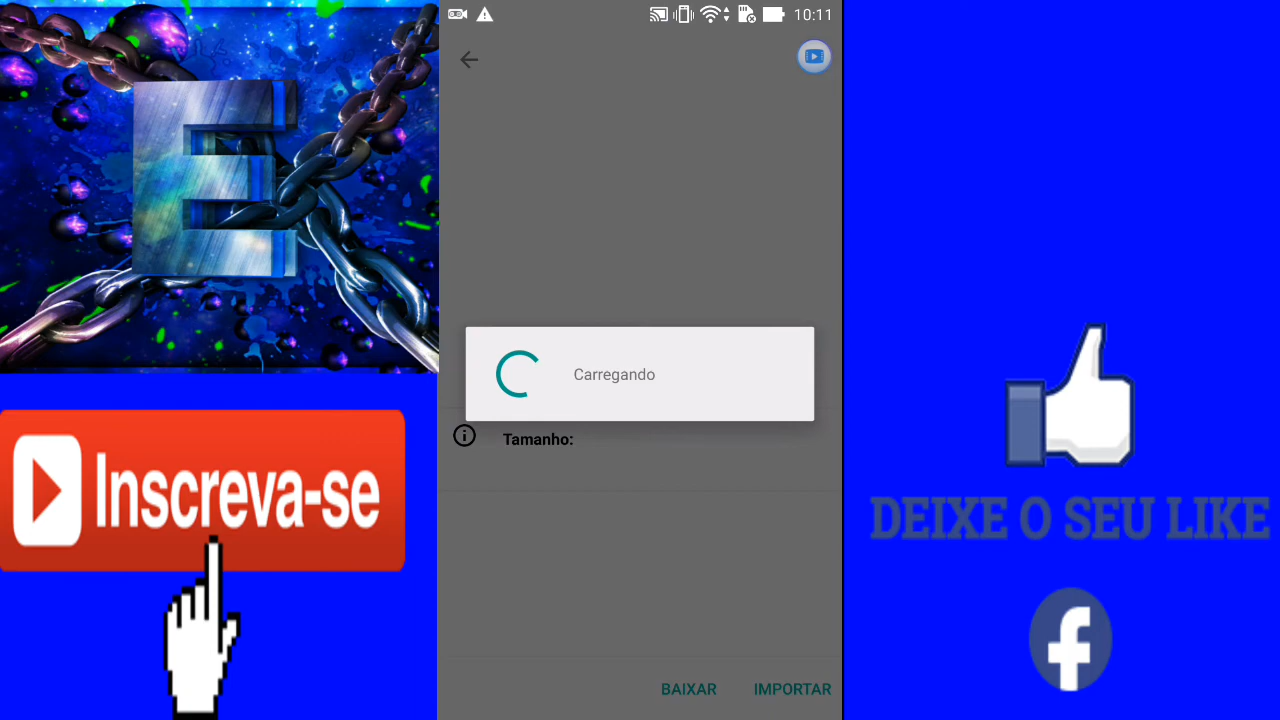 E
10:11
Carregando
Tamanho:
BAIXAR IMPORTAR
Inscreva-se
DEIXE O SEU LIKE
f